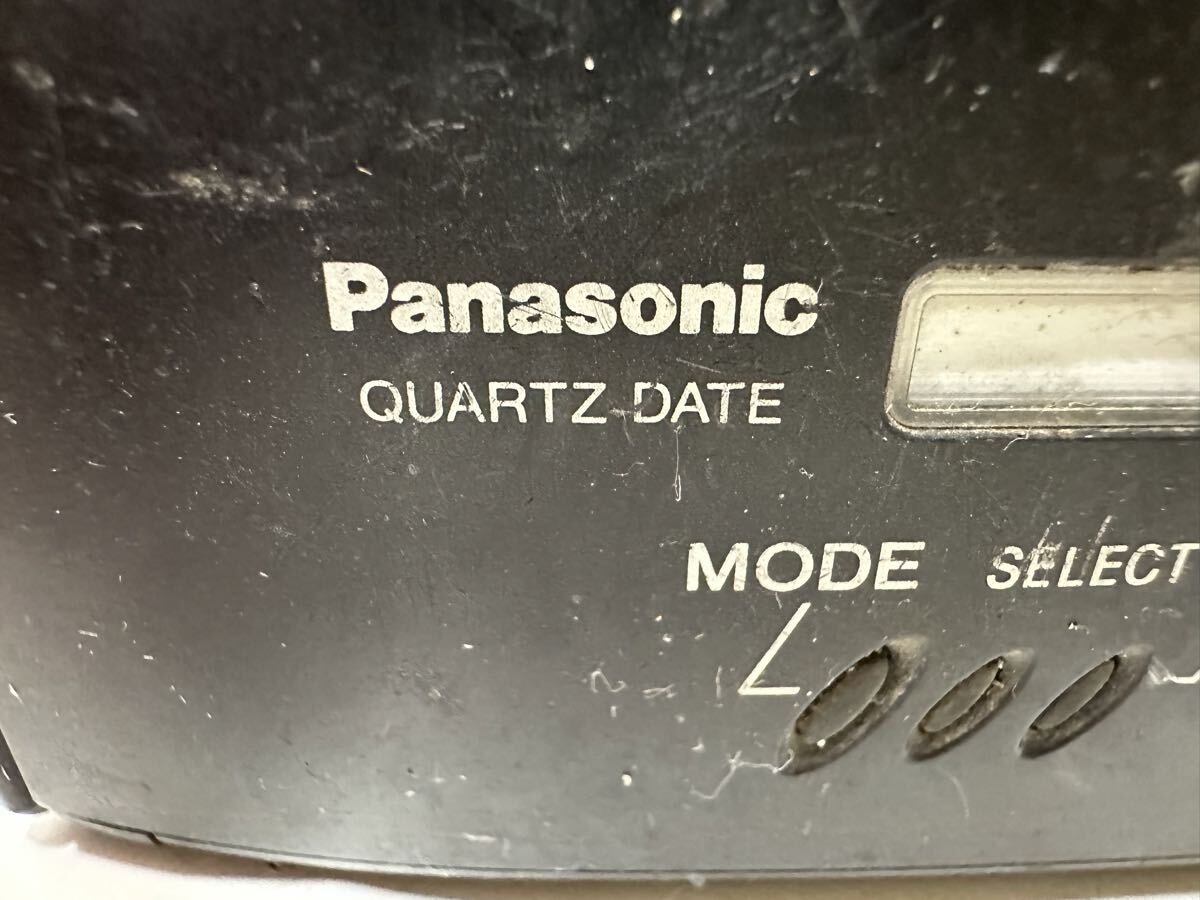 Panasonic
QUARTZ DATE
MODE SELECT